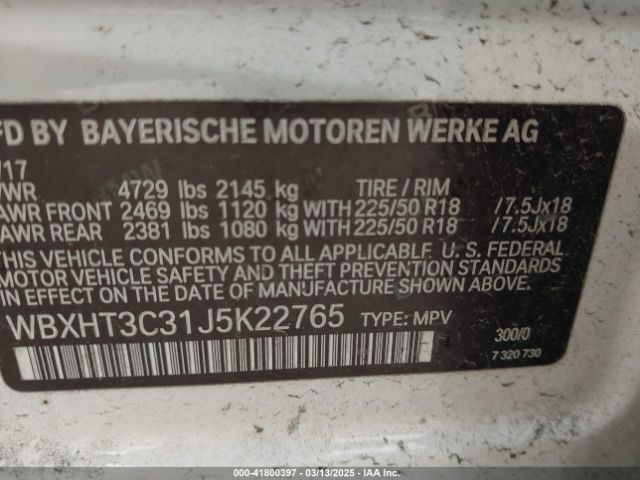 FD BY BAYERISCHE MOTOREN WERKE AG
/17
VWR 4729 lbs 2145 kg TIRE / RIM
AWR FRONT 2469 lbs 1120 kg WITH 225/50 R18 /7.5Jx18
AWR REAR 2381 lbs 1080 kg WITH 225/50 R18 /7.5Jx18
THIS VEHICLE CONFORMS TO ALL APPLICABLE U. S. FEDERAL
MOTOR VEHICLE SAFETY AND THEFT PREVENTION STANDARDS
IN EFFECT ON THE DATE OF MANUFACTURE SHOWN ABOVE.
WBXHT3C31J5K22765 TYPE: MPV
300/0
7 320 730
000-41800397 - 03/13/2025 - IAA Inc.